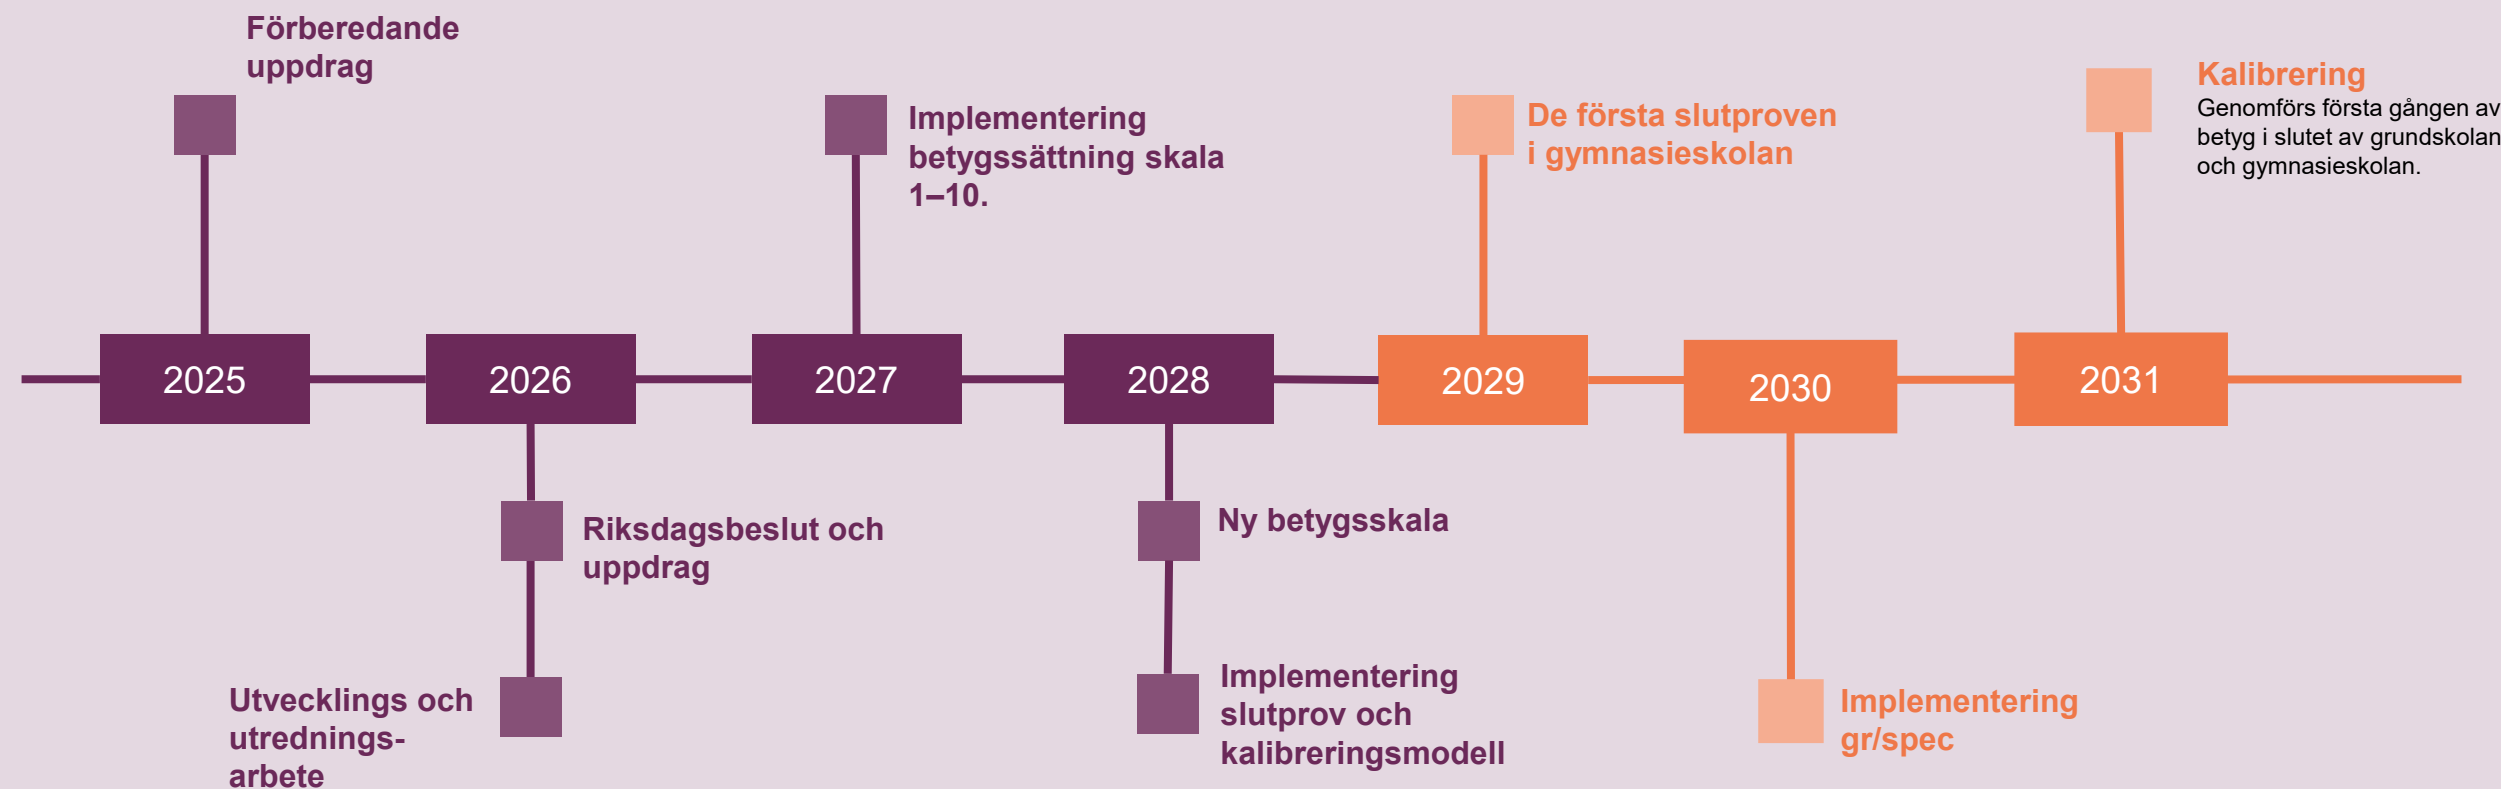 Förberedande
uppdrag
Implementering
betygssättning skala
1–10.
De första slutproven
i gymnasieskolan
Kalibrering
Genomförs första gången av
betyg i slutet av grundskolan
och gymnasieskolan.
2025
2026
2027
2028
2029
2030
2031
Riksdagsbeslut och
uppdrag
Utvecklings och
utrednings-
arbete
Ny betygsskala
Implementering
slutprov och
kalibreringsmodell
Implementering
gr/spec